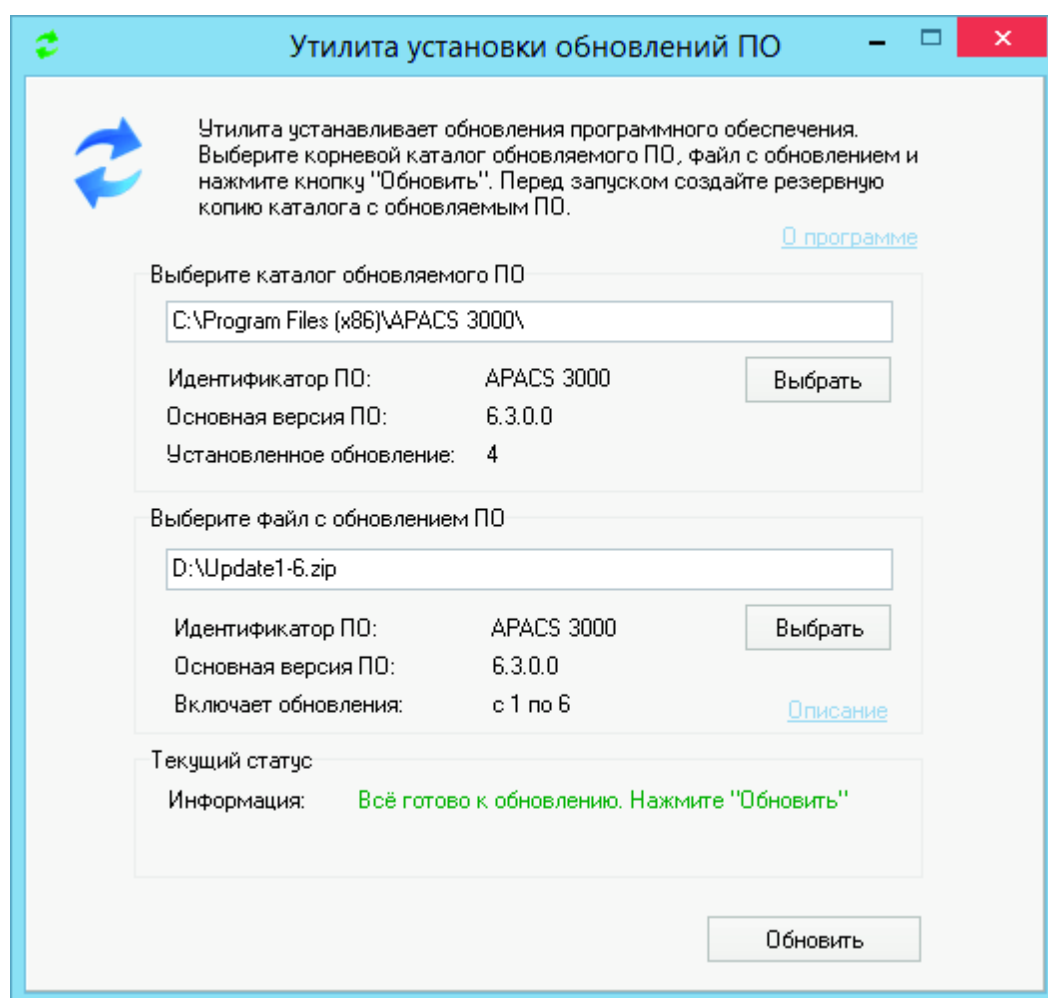 Утилита установки обновлений ПО
Утилита устанавливает обновления программного обеспечения.
Выберите корневой каталог обновляемого ПО, файл с обновлением и
нажмите кнопку "Обновить". Перед запуском создайте резервную
копию каталога с обновляемым ПО.
О программе
Выберите каталог обновляемого ПО
C:\Program Files (x86)\APACS 3000\
Идентификатор ПО: APACS 3000 Выбрать
Основная версия ПО: 6.3.0.0
Установленное обновление: 4
Выберите файл с обновлением ПО
D:\Update1-6.zip
Идентификатор ПО: APACS 3000 Выбрать
Основная версия ПО: 6.3.0.0
Включает обновления: с 1 по 6 Описание
Текущий статус
Информация: Всё готово к обновлению. Нажмите "Обновить"
Обновить